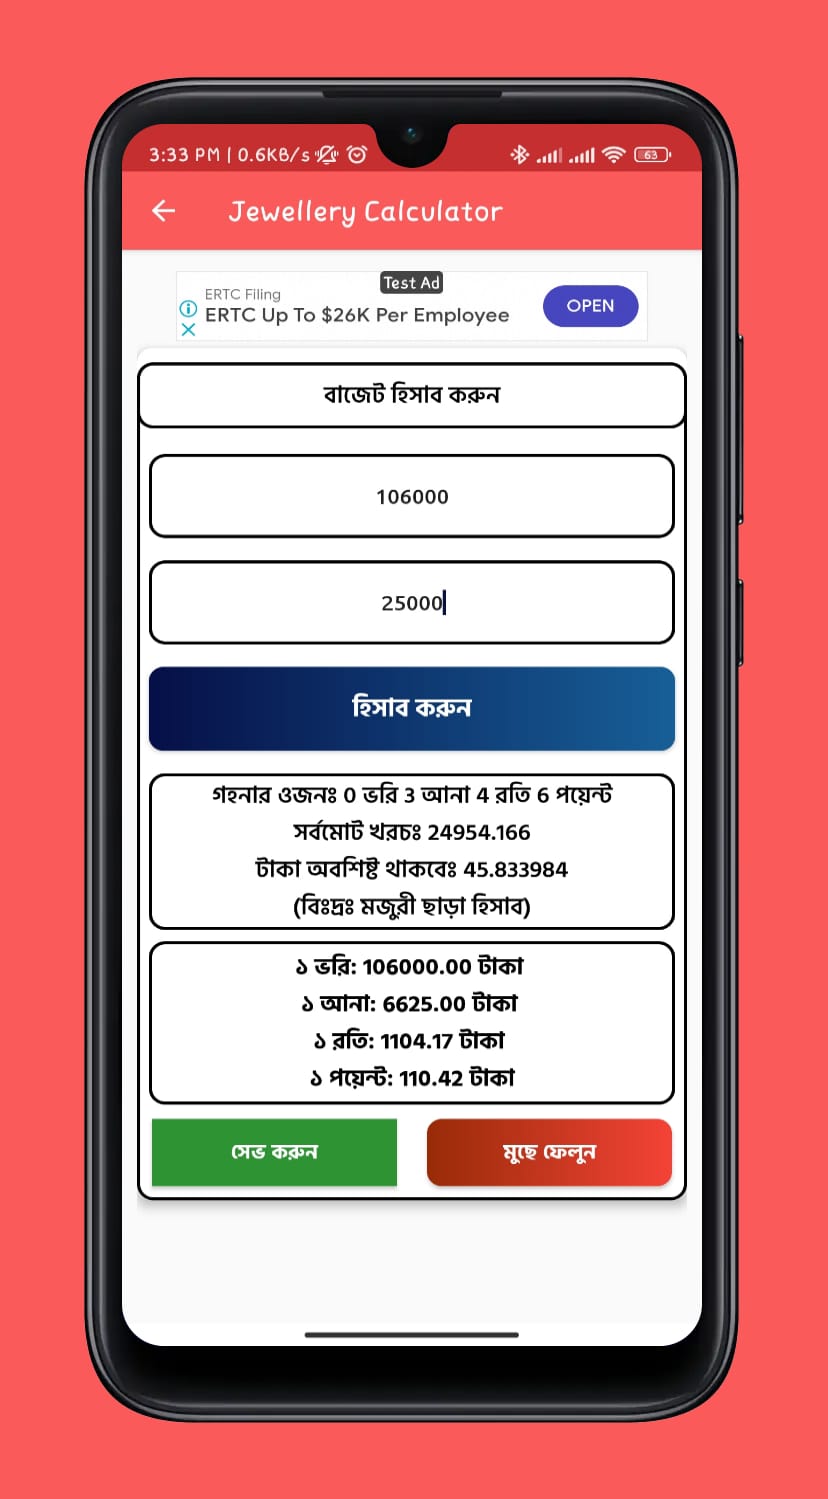 3:33 PM | 0.6KB/s
63
Jewellery Calculator
Test Ad
ERTC Filing
ERTC Up To $26K Per Employee
OPEN
বাজেট হিসাব করুন
106000
25000
হিসাব করুন
গহনার ওজনঃ 0 ভরি 3 আনা 4 রতি 6 পয়েন্ট
সর্বমোট খরচঃ 24954.166
টাকা অবশিষ্ট থাকবেঃ 45.833984
(বিঃদ্রঃ মজুরী ছাড়া হিসাব)
১ ভরি: 106000.00 টাকা
১ আনা: 6625.00 টাকা
১ রতি: 1104.17 টাকা
১ পয়েন্ট: 110.42 টাকা
সেভ করুন
মুছে ফেলুন